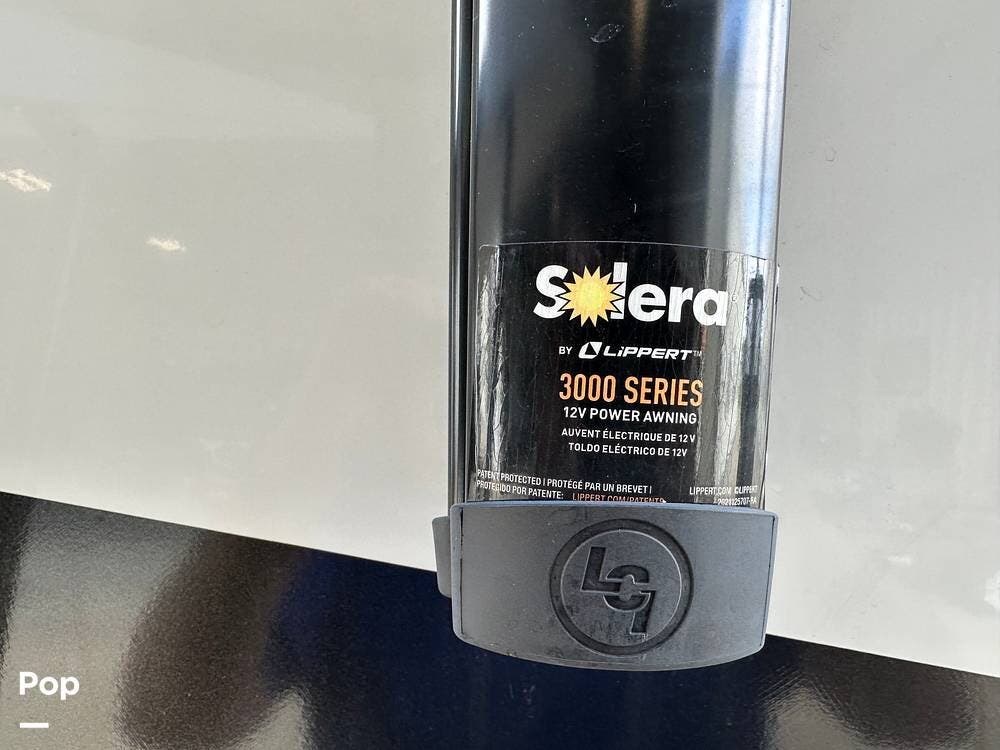 Solera
BY LIPPERT™
3000 SERIES
12V POWER AWNING
AUVENT ÉLECTRIQUE DE 12 V
TOLDO ELÉCTRICO DE 12V
PATENT PROTECTED | PROTÉGÉ PAR UN BREVET |
PROTEGIDO POR PATENTE: LIPPERT.COM/PATENTS
LIPPERT.COM ©LIPPERT
LCI
Pop